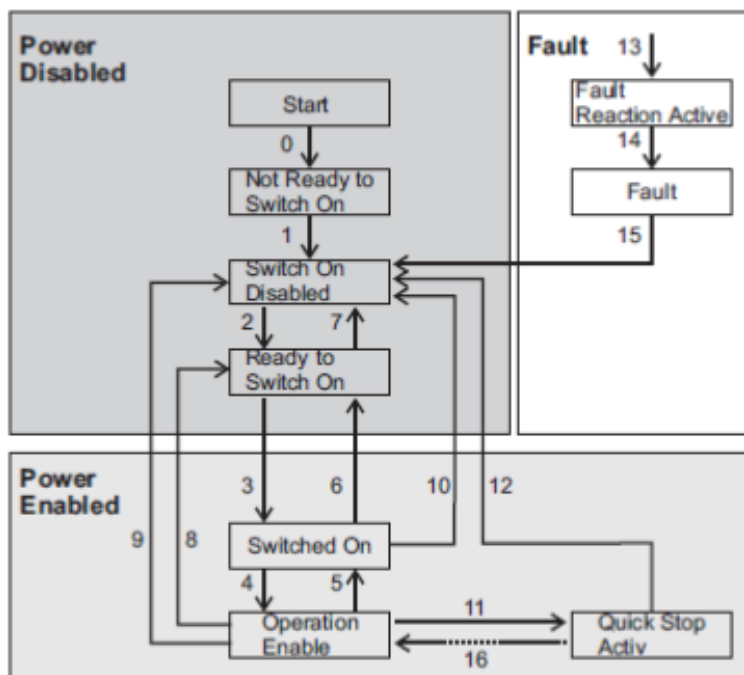 Power
Disabled
Fault
13
Start
Fault
Reaction Active
0
14
Not Ready to
Switch On
Fault
1
15
Switch On
Disabled
2
7
Ready to
Switch On
Power
Enabled
3
6
10
12
9
8
Switched On
4
5
Operation
Enable
11
16
Quick Stop
Activ